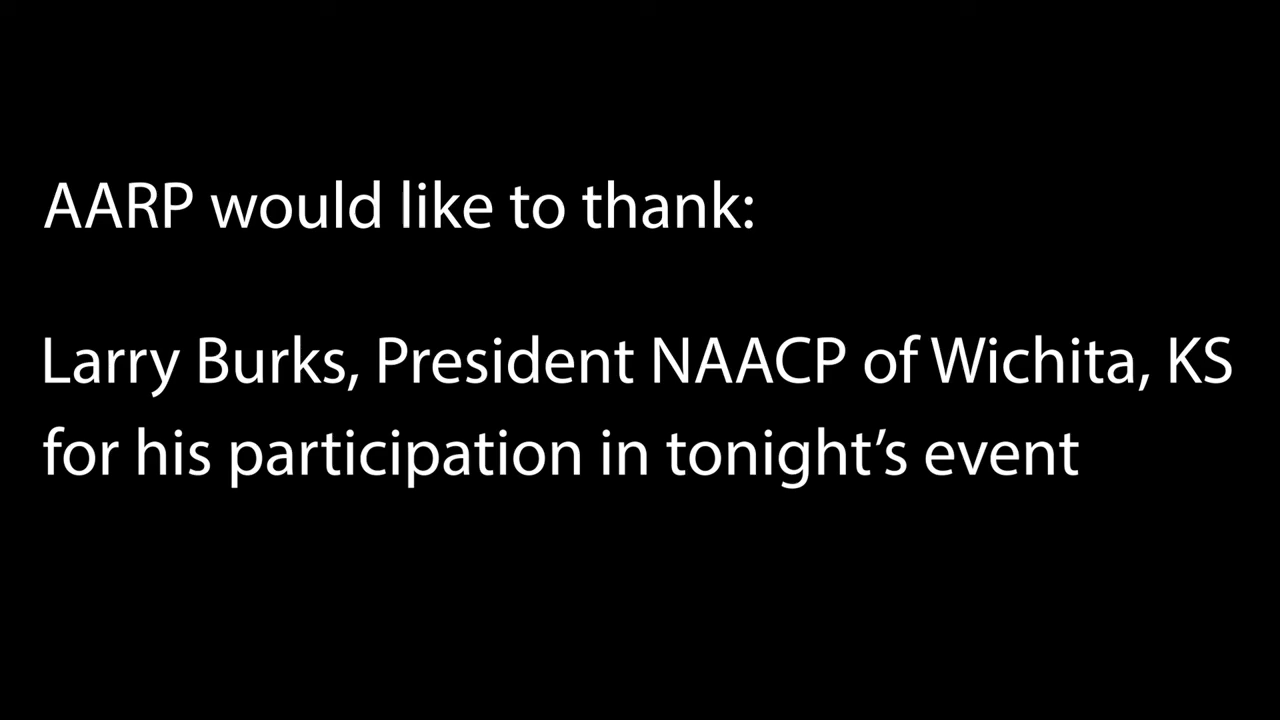 AARP would like to thank:
Larry Burks, President NAACP of Wichita, KS
for his participation in tonight’s event